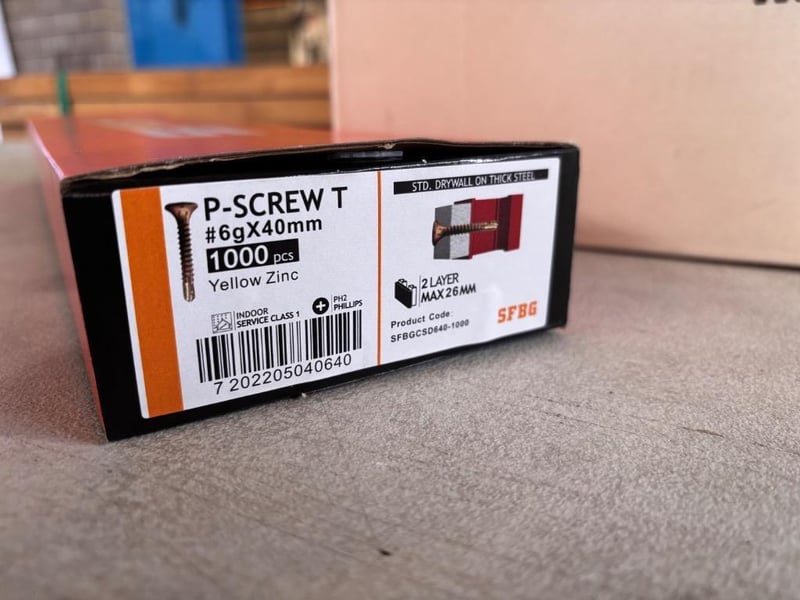 P-SCREW T
#6gX40mm
1000 pcs
Yellow Zinc
INDOOR
SERVICE CLASS 1
PH2
PHILLIPS
7 202205040640
STD. DRYWALL ON THICK STEEL
2 LAYER
MAX 26MM
Product Code:
SFBGCSD640-1000
SFBG